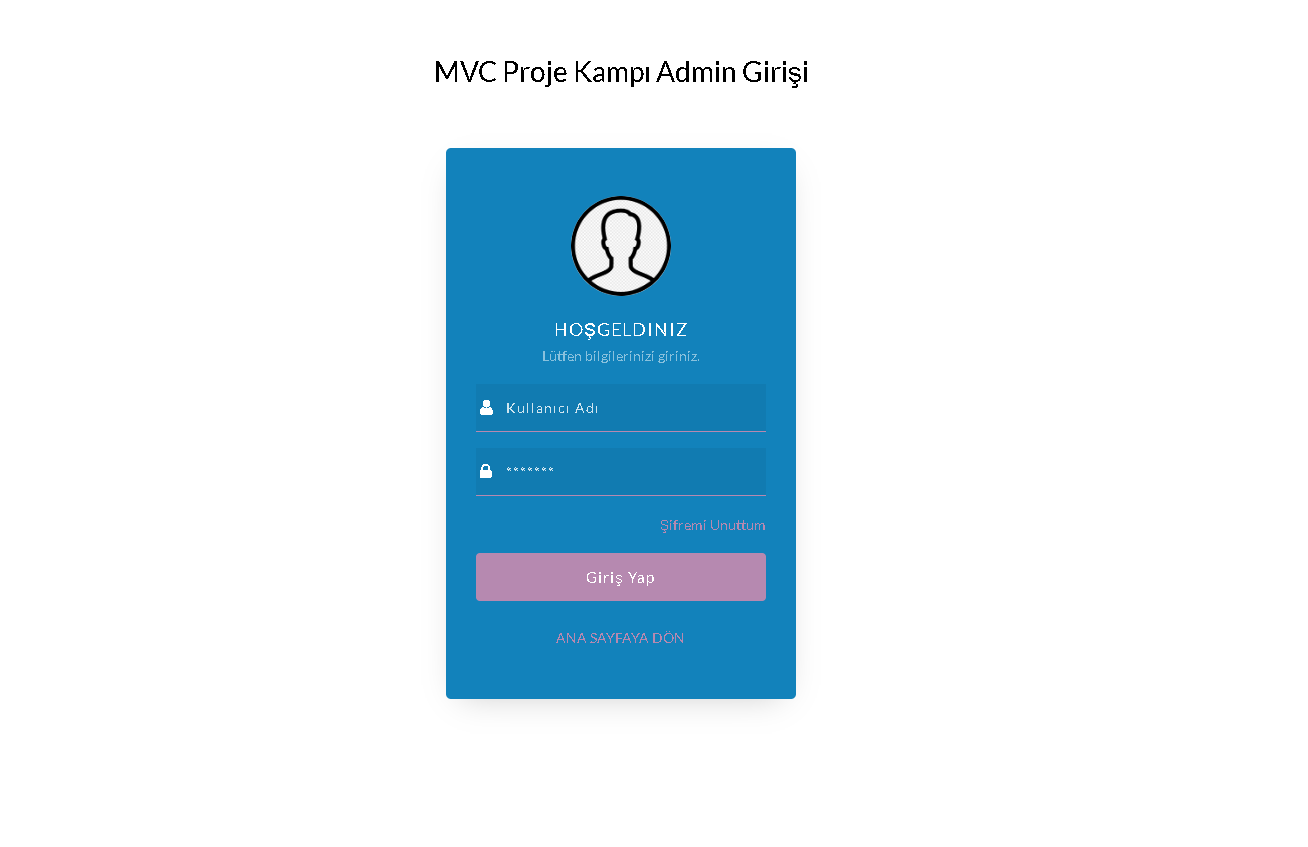 MVC Proje Kampı Admin Girişi
HOŞGELDINIZ
Lütfen bilgilerinizi giriniz.
Kullanıcı Adı
*******
Şifremi Unuttum
Giriş Yap
ANA SAYFAYA DÖN